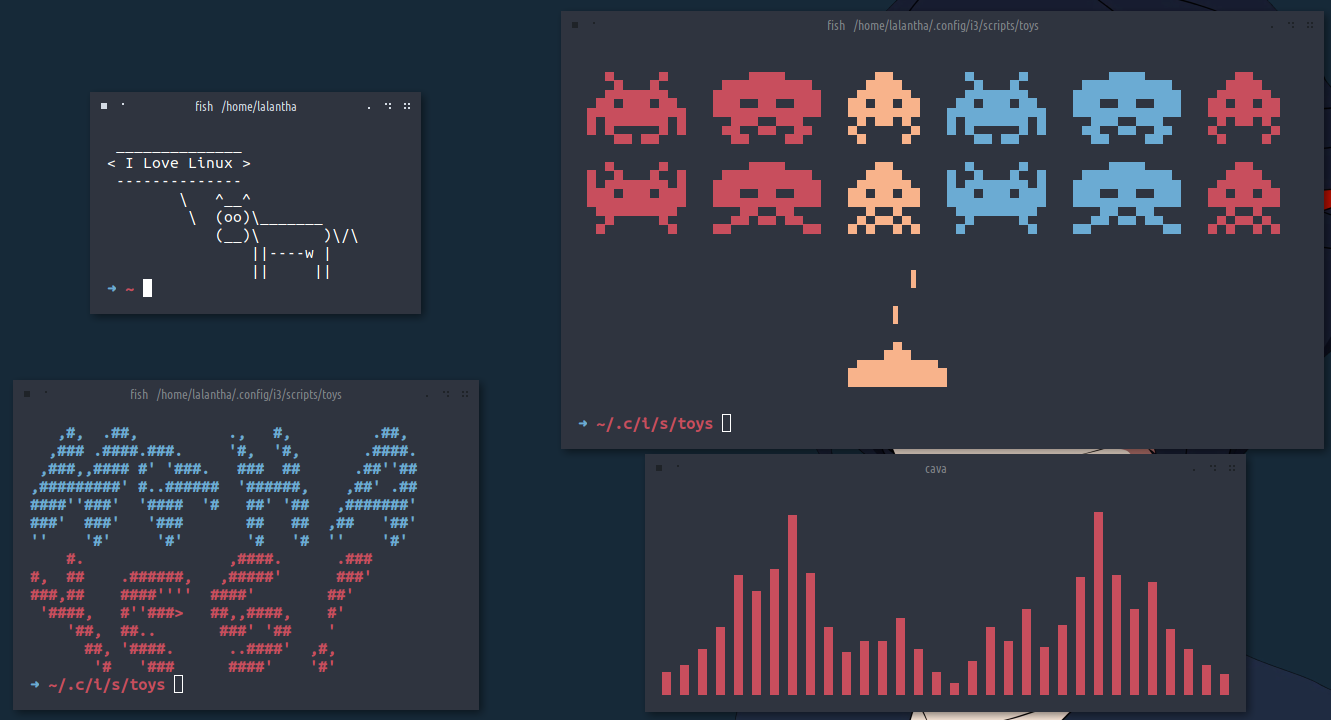 fish /home/lalantha
< I Love Linux >
➜ ~
fish /home/lalantha/.config/i3/scripts/toys
➜ ~/.c/i/s/toys
fish /home/lalantha/.config/i3/scripts/toys
➜ ~/.c/i/s/toys
cava